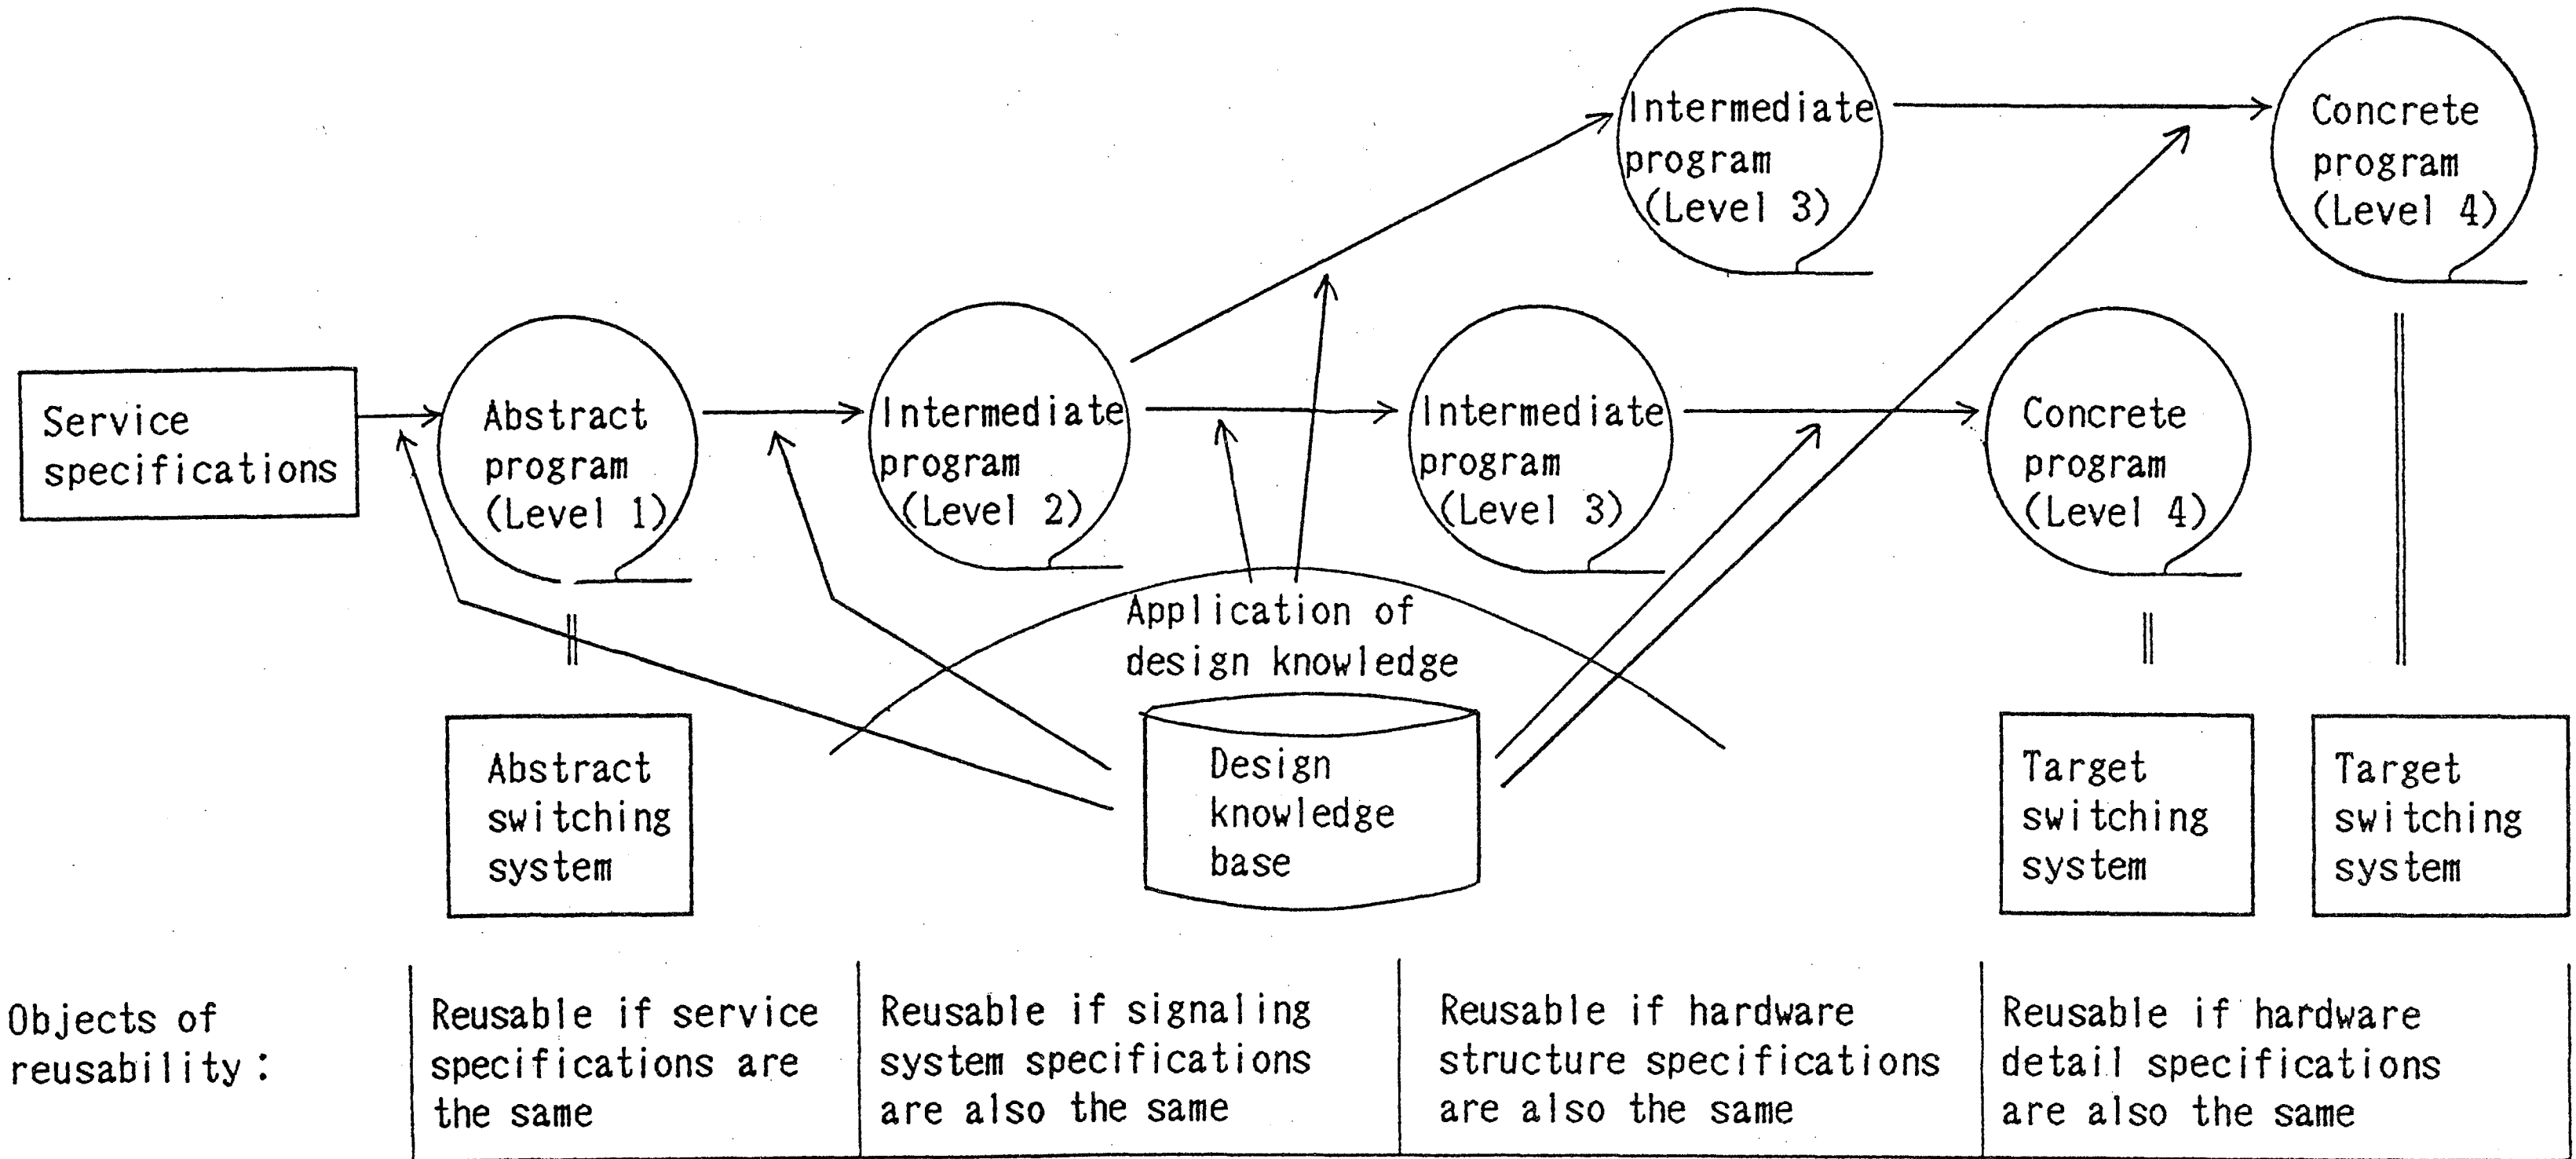 Intermediate
program
(Level 3)
Concrete
program
(Level 4)
Service
specifications
Abstract
program
(Level 1)
Intermediate
program
(Level 2)
Intermediate
program
(Level 3)
Concrete
program
(Level 4)
Application of
design knowledge
Abstract
switching
system
Design
knowledge
base
Target
switching
system
Target
switching
system
Objects of
reusability:
Reusable if service
specifications are
the same
Reusable if signaling
system specifications
are also the same
Reusable if hardware
structure specifications
are also the same
Reusable if hardware
detail specifications
are also the same